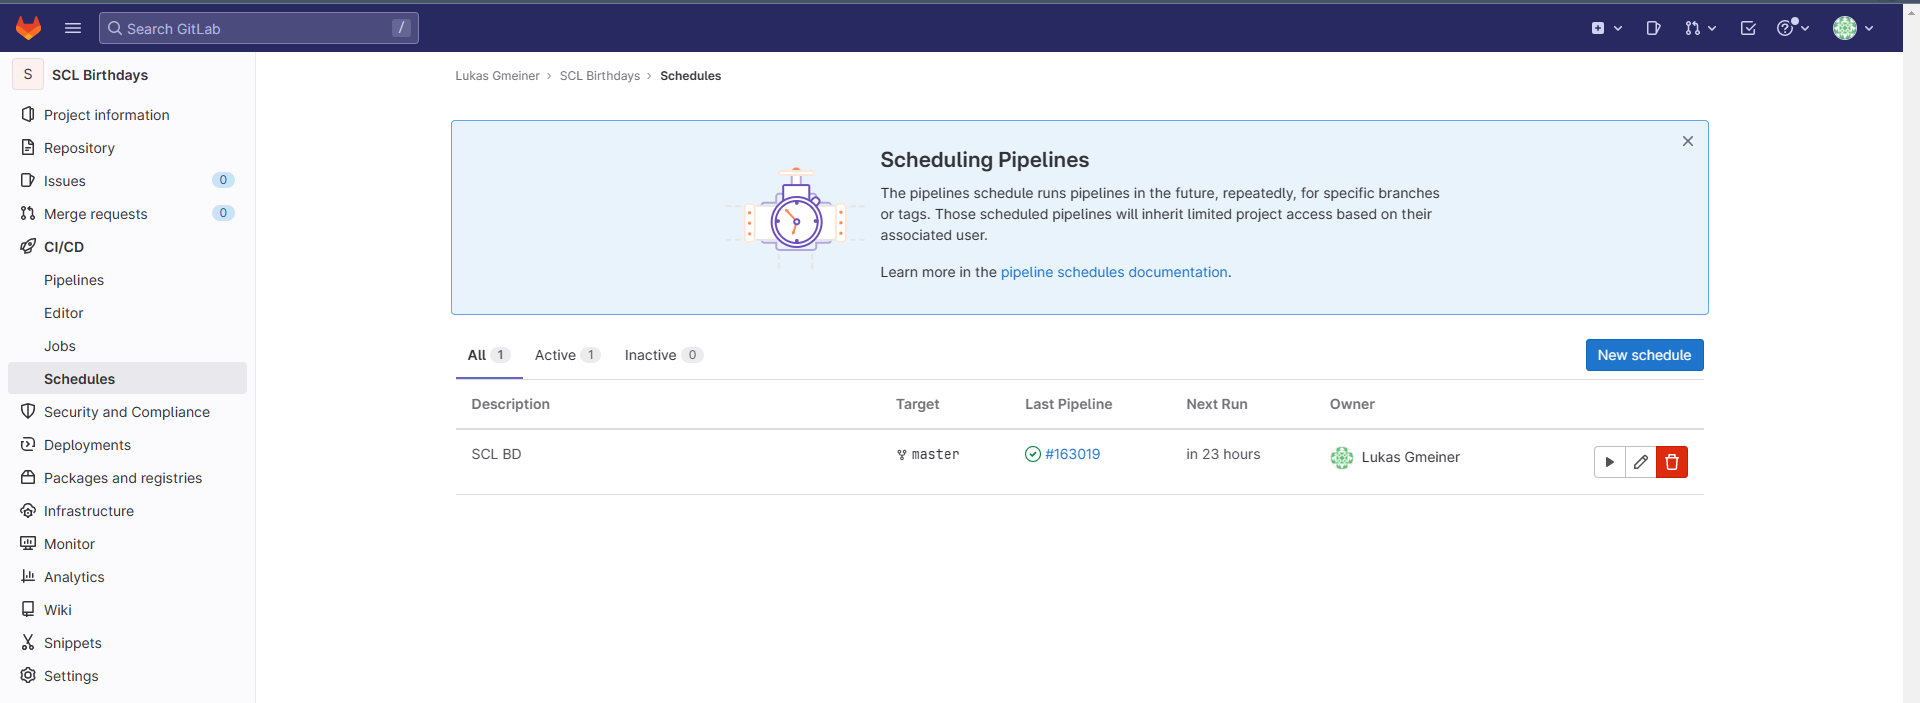 Search GitLab /
S SCL Birthdays
Project information
Repository
Issues 0
Merge requests 0
CI/CD
Pipelines
Editor
Jobs
Schedules
Security and Compliance
Deployments
Packages and registries
Infrastructure
Monitor
Analytics
Wiki
Snippets
Settings
Lukas Gmeiner › SCL Birthdays › Schedules
Scheduling Pipelines
The pipelines schedule runs pipelines in the future, repeatedly, for specific branches
or tags. Those scheduled pipelines will inherit limited project access based on their
associated user.
Learn more in the pipeline schedules documentation.
All 1 Active 1 Inactive 0 New schedule
Description Target Last Pipeline Next Run Owner
SCL BD master #163019 in 23 hours Lukas Gmeiner